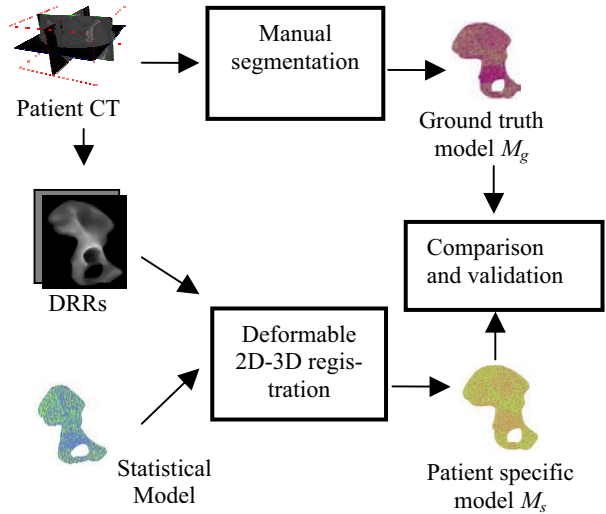 Patient CT
Manual
segmentation
Ground truth
model Mg
DRRs
Comparison
and validation
Deformable
2D-3D regis-
tration
Statistical
Model
Patient specific
model Ms